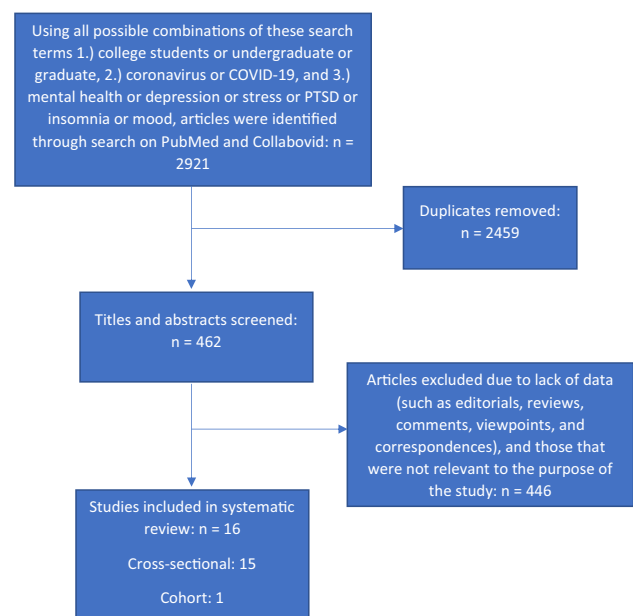 Using all possible combinations of these search
terms 1.) college students or undergraduate or
graduate, 2.) coronavirus or COVID-19, and 3.)
mental health or depression or stress or PTSD or
insomnia or mood, articles were identified
through search on PubMed and Collabovid: n =
2921
Duplicates removed:
n = 2459
Titles and abstracts screened:
n = 462
Articles excluded due to lack of data
(such as editorials, reviews,
comments, viewpoints, and
correspondences), and those that
were not relevant to the purpose of
the study: n = 446
Studies included in systematic
review: n = 16
Cross-sectional: 15
Cohort: 1